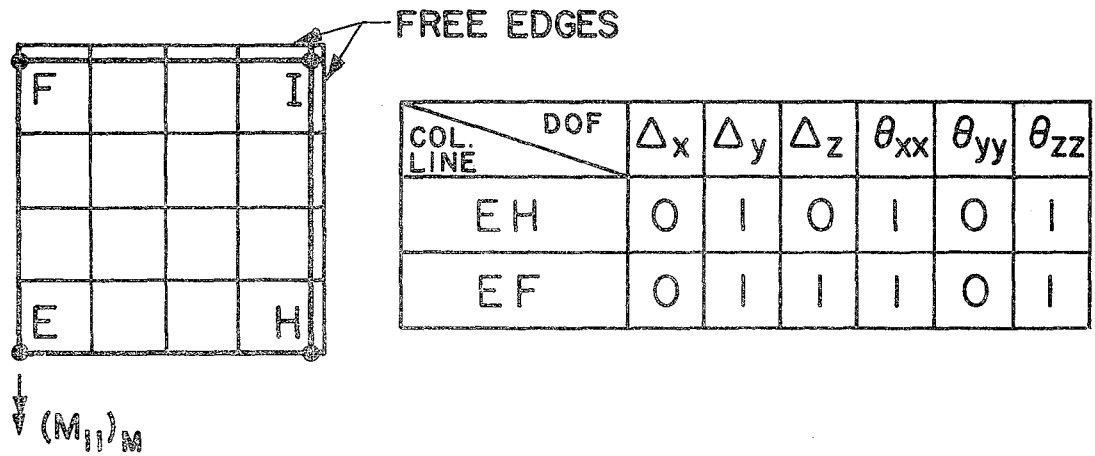 FREE EDGES
F I
E H
(M11)M
COL. LINE DOF Δx Δy Δz θxx θyy θzz
EH 0 1 0 1 0 1
EF 0 1 1 1 0 1